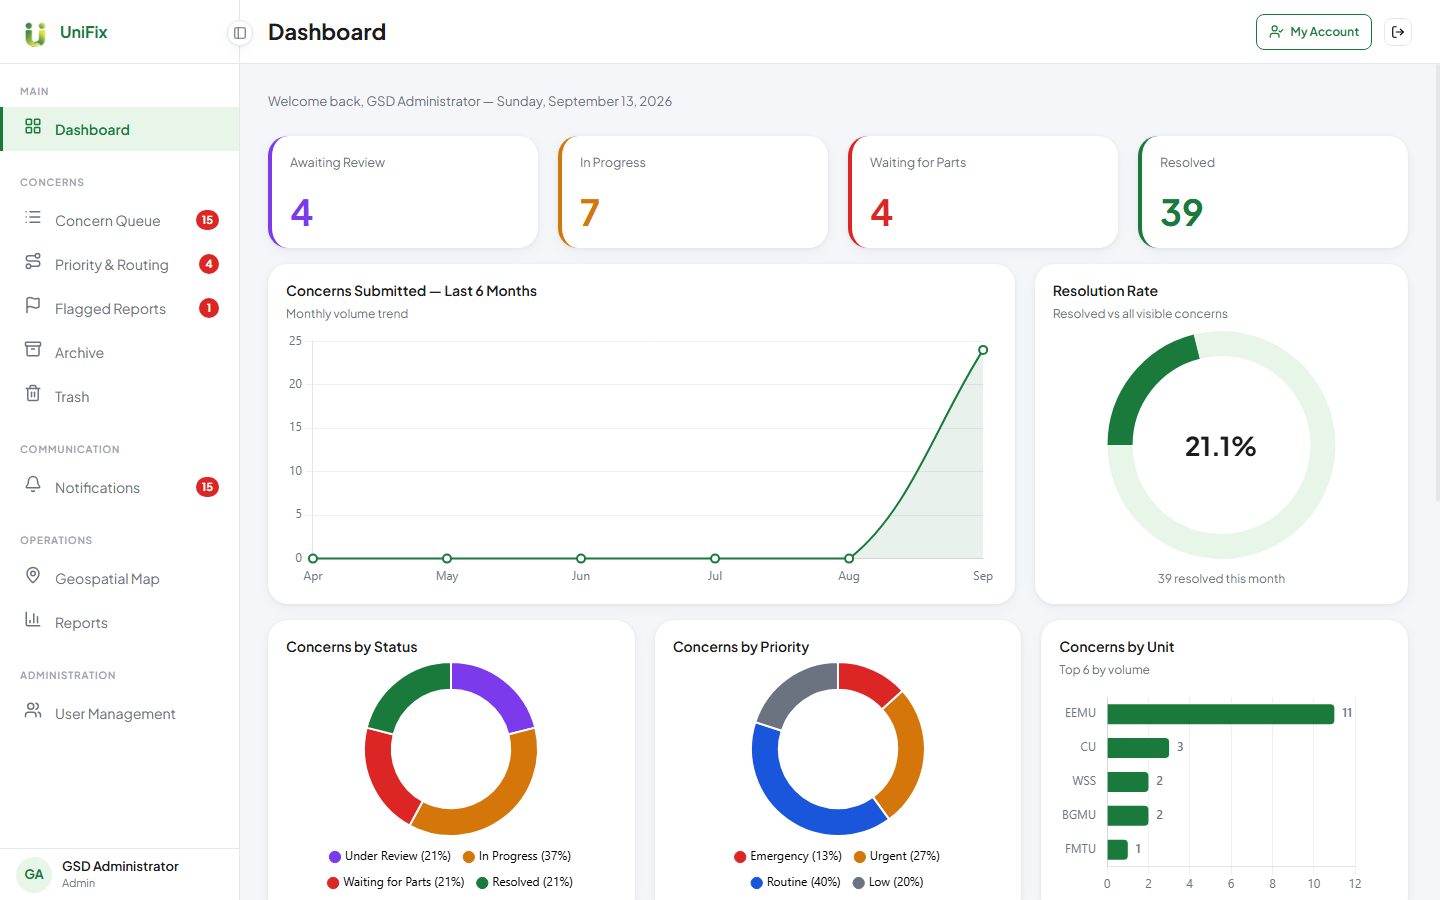 UniFix
Dashboard
My Account
MAIN
Dashboard
CONCERNS
Concern Queue 15
Priority & Routing 4
Flagged Reports 1
Archive
Trash
COMMUNICATION
Notifications 15
OPERATIONS
Geospatial Map
Reports
ADMINISTRATION
User Management
GA
GSD Administrator
Admin
Welcome back, GSD Administrator — Sunday, September 13, 2026
Awaiting Review
4
In Progress
7
Waiting for Parts
4
Resolved
39
Concerns Submitted — Last 6 Months
Monthly volume trend
25
20
15
10
5
0
Apr May Jun Jul Aug Sep
Resolution Rate
Resolved vs all visible concerns
21.1%
39 resolved this month
Concerns by Status
Under Review (21%) In Progress (37%)
Waiting for Parts (21%) Resolved (21%)
Concerns by Priority
Emergency (13%) Urgent (27%)
Routine (40%) Low (20%)
Concerns by Unit
Top 6 by volume
EEMU 11
CU 3
WSS 2
BGMU 2
FMTU 1
0 2 4 6 8 10 12